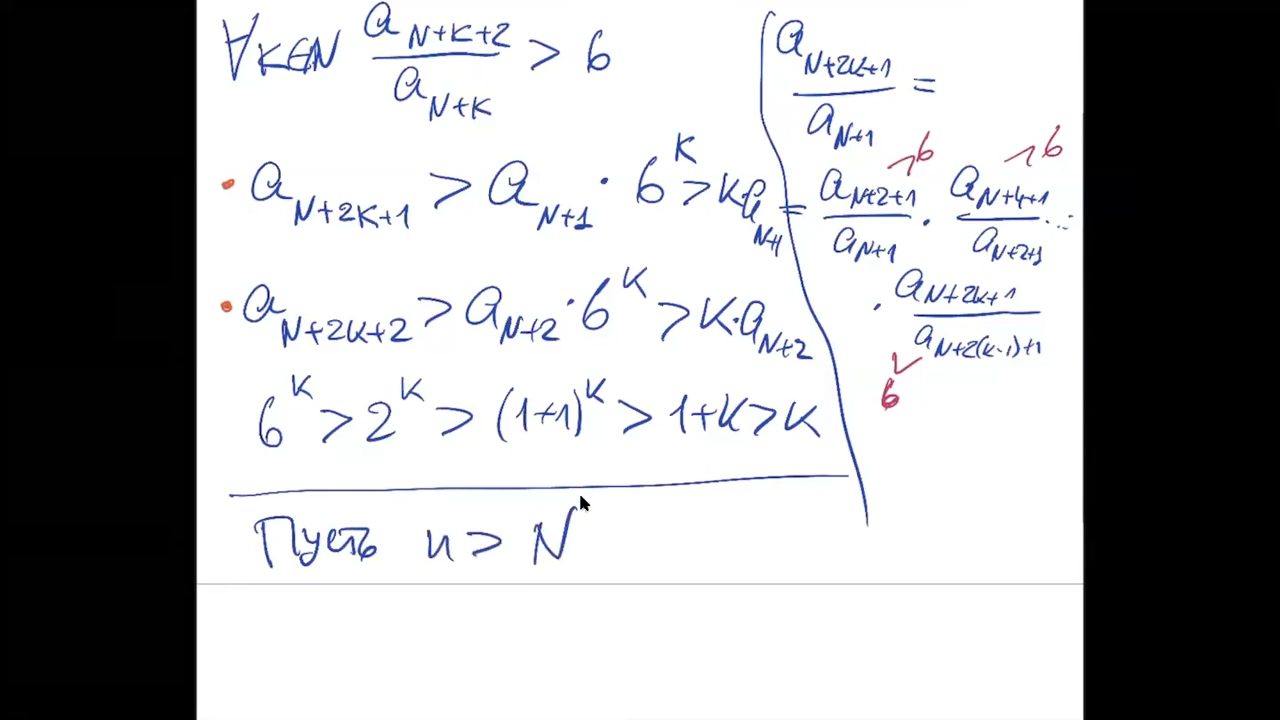 ∀k∈N a_{N+k+2} / a_{N+k} > 6
• a_{N+2k+1} > a_{N+1} · 6^k > k·a_{N+1}
• a_{N+2k+2} > a_{N+2} · 6^k > k·a_{N+2}
6^k > 2^k > (1+1)^k > 1+k > k
Пусть n > N
a_{N+2k+1} / a_{N+1} =
>6 >6
= a_{N+2+1} / a_{N+1} · a_{N+4+1} / a_{N+2+1} ...
· a_{N+2k+1} / a_{N+2(k-1)+1}
∨
6